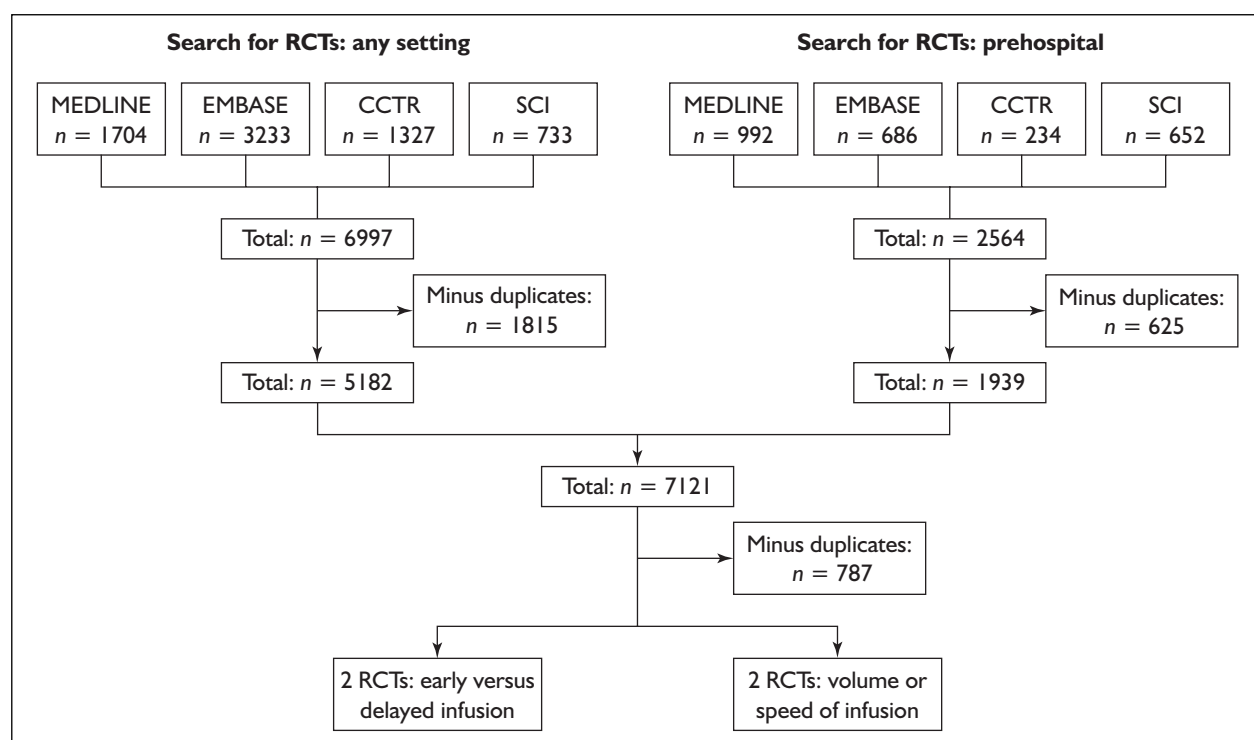 Search for RCTs: any setting
Search for RCTs: prehospital
MEDLINE
n = 1704
EMBASE
n = 3233
CCTR
n = 1327
SCI
n = 733
MEDLINE
n = 992
EMBASE
n = 686
CCTR
n = 234
SCI
n = 652
Total: n = 6997
Total: n = 2564
Minus duplicates:
n = 1815
Minus duplicates:
n = 625
Total: n = 5182
Total: n = 1939
Total: n = 7121
Minus duplicates:
n = 787
2 RCTs: early versus
delayed infusion
2 RCTs: volume or
speed of infusion